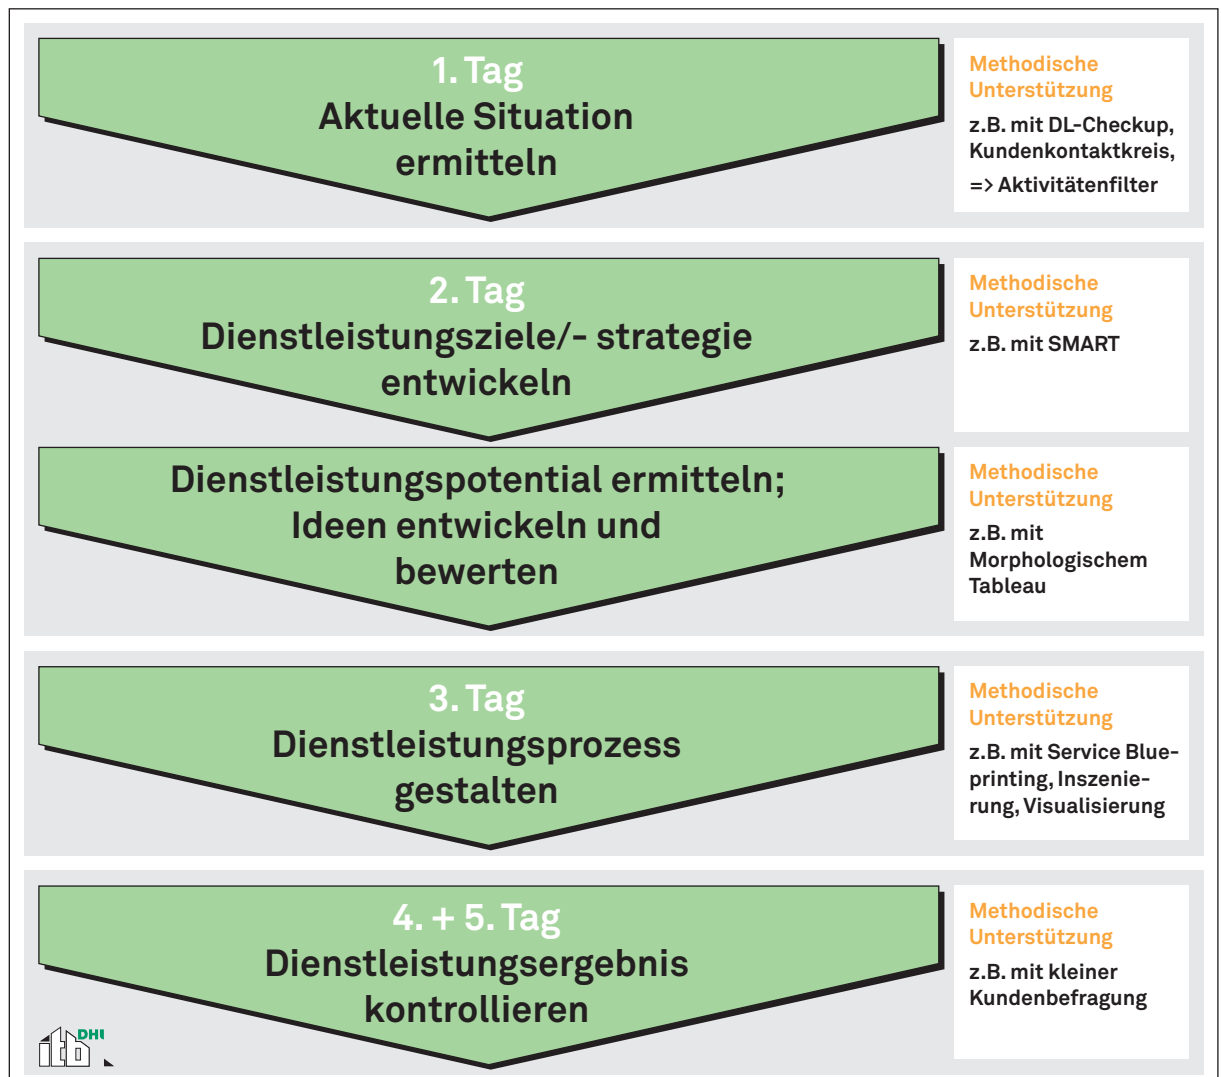 1. Tag
Aktuelle Situation
ermitteln
Methodische
Unterstützung
z.B. mit DL-Checkup,
Kundenkontaktkreis,
=> Aktivitätenfilter
2. Tag
Dienstleistungsziele/- strategie
entwickeln
Methodische
Unterstützung
z.B. mit SMART
Dienstleistungspotential ermitteln;
Ideen entwickeln und
bewerten
Methodische
Unterstützung
z.B. mit
Morphologischem
Tableau
3. Tag
Dienstleistungsprozess
gestalten
Methodische
Unterstützung
z.B. mit Service Blue-
printing, Inszenie-
rung, Visualisierung
4. + 5. Tag
Dienstleistungsergebnis
kontrollieren
Methodische
Unterstützung
z.B. mit kleiner
Kundenbefragung
itb